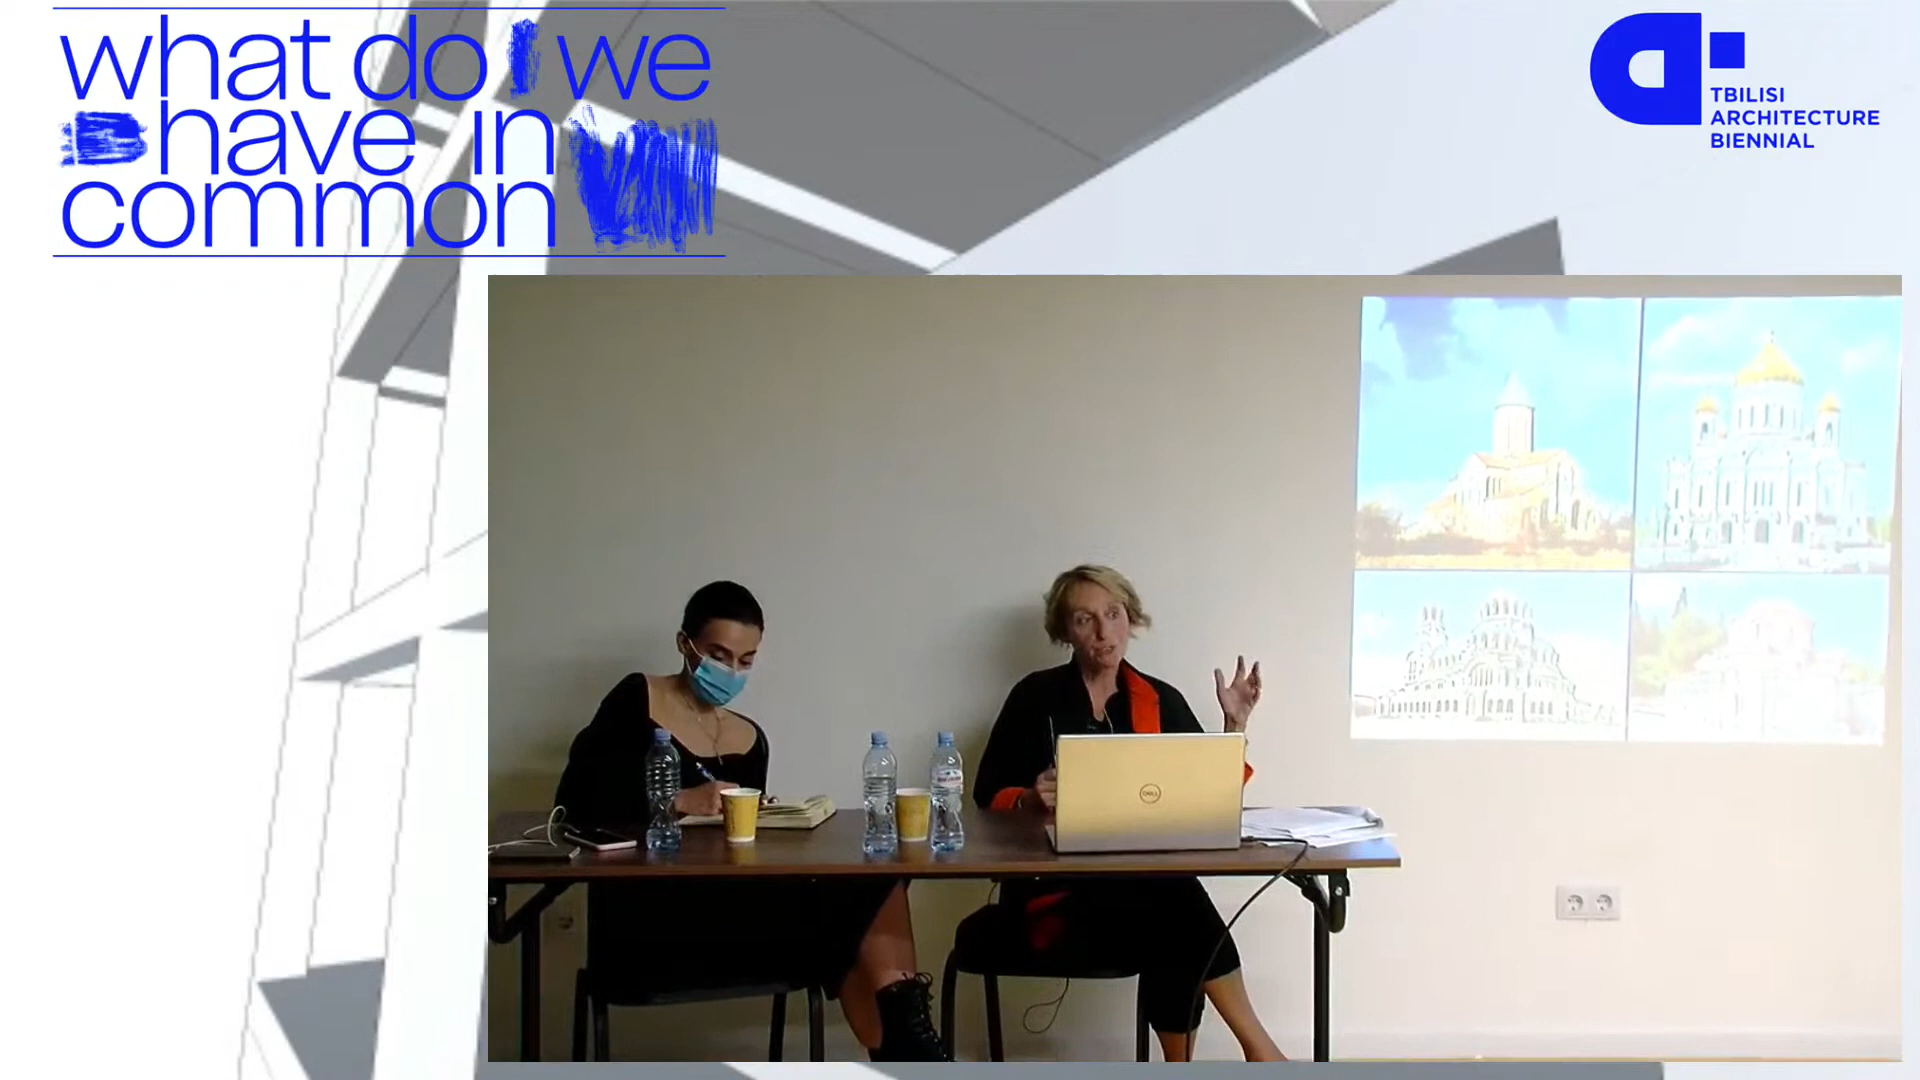 what do we
have in
common
TBILISI
ARCHITECTURE
BIENNIAL
DELL